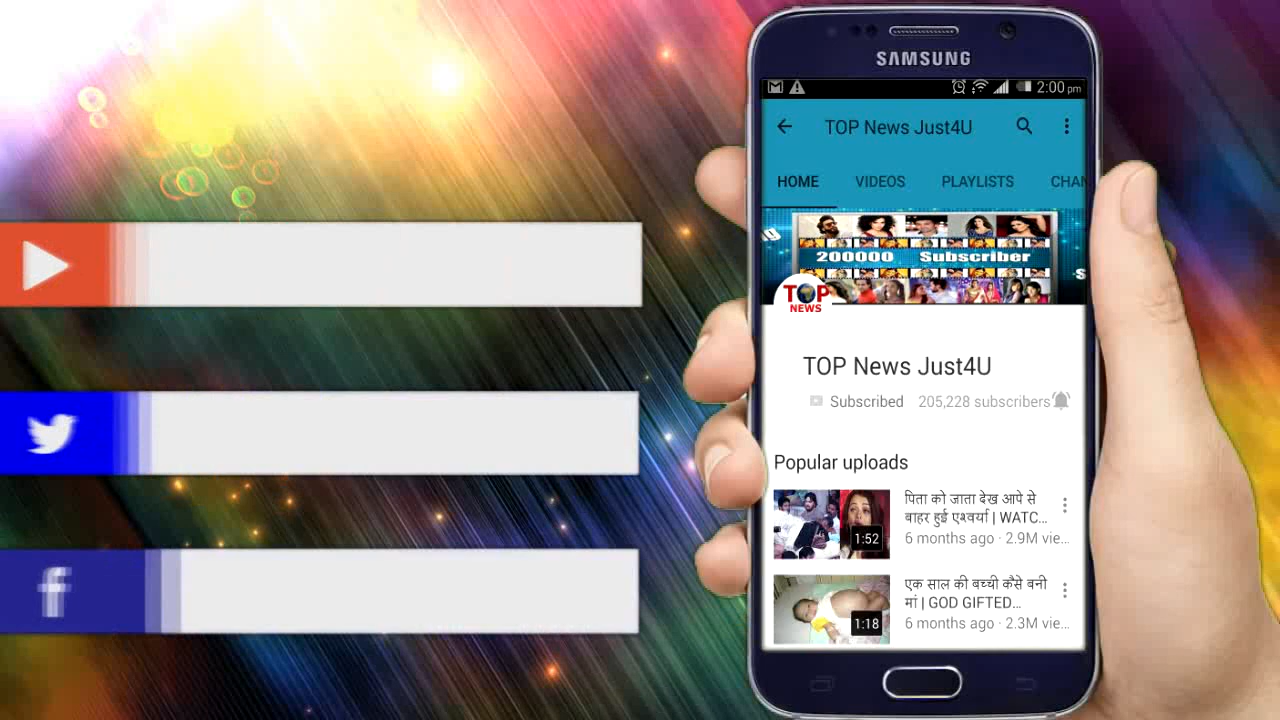 SAMSUNG
2:00 pm
TOP News Just4U
HOME VIDEOS PLAYLISTS CHAN
200000 Subscriber
TOP
NEWS
TOP News Just4U
Subscribed 205,228 subscribers
Popular uploads
पिता को जाता देख आपे से
बाहर हुई एश्वर्या | WATC...
6 months ago · 2.9M vie...
1:52
एक साल की बच्ची कैसे बनी
मां | GOD GIFTED...
6 months ago · 2.3M vie...
1:18
f